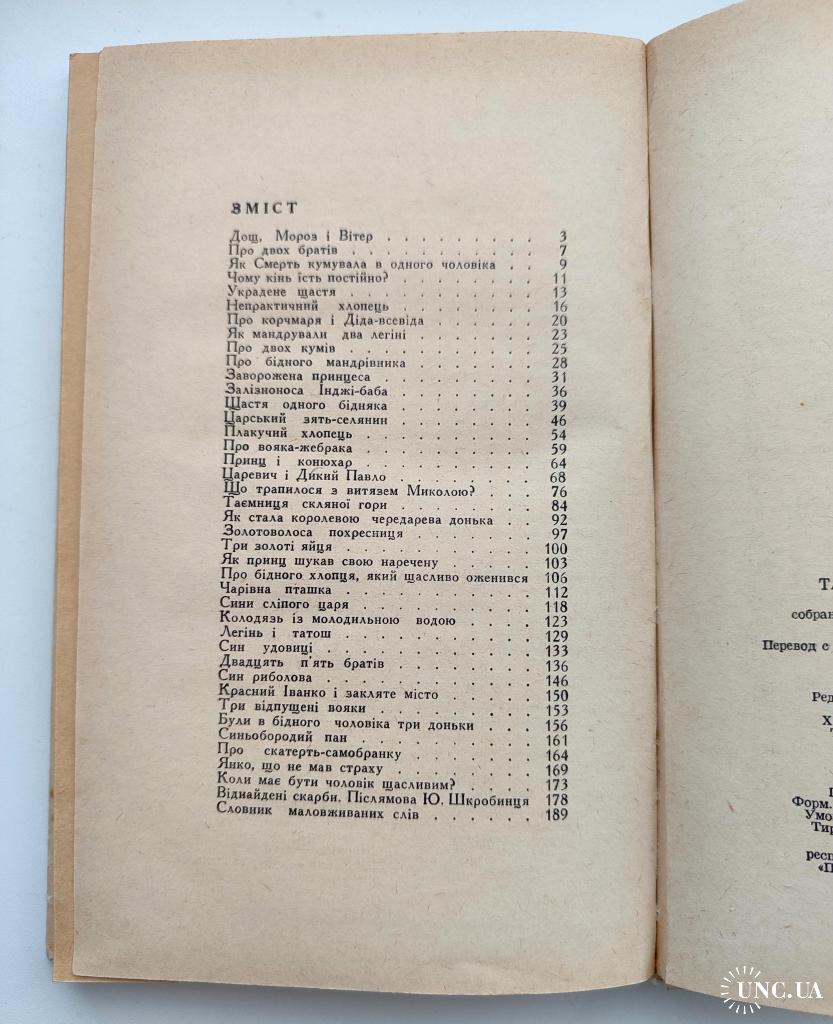 ЗМІСТ
Дощ, Мороз і Вітер . . . . . . . . . 3
Про двох братів . . . . . . . . . . 7
Як Смерть кумувала в одного чоловіка . . 9
Чому кінь їсть постійно? . . . . . . . . 11
Украдене щастя . . . . . . . . . . 13
Непрактичний хлопець . . . . . . . . 16
Про корчмаря і Діда-всевіда . . . . . . 20
Як мандрували два легіні . . . . . . . 23
Про двох кумів . . . . . . . . . . 25
Про бідного мандрівника . . . . . . . 28
Заворожена принцеса . . . . . . . . 31
Залізноноса Інджі-баба . . . . . . . . 36
Щастя одного бідняка . . . . . . . . 39
Царський зять-селянин . . . . . . . . 46
Плакучий хлопець . . . . . . . . . 54
Про вояка-жебрака . . . . . . . . . 59
Принц і конюхар . . . . . . . . . 64
Царевич і Дикий Павло . . . . . . . . 68
Що трапилося з витязем Миколою? . . . 76
Таємниця скляної гори . . . . . . . . 84
Як стала королевою чередарева донька . . 92
Золотоволоса похресниця . . . . . . . 97
Три золоті яйця . . . . . . . . . . 100
Як принц шукав свою наречену . . . . . 103
Про бідного хлопця, який щасливо оженився 106
Чарівна пташка . . . . . . . . . . 112
Сини сліпого царя . . . . . . . . . 118
Колодязь із молодильною водою . . . . . 123
Легінь і татош . . . . . . . . . . 129
Син удовиці . . . . . . . . . . . 133
Двадцять п'ять братів . . . . . . . . 136
Син риболова . . . . . . . . . . 146
Красний Іванко і закляте місто . . . . . 150
Три відпущені вояки . . . . . . . . 153
Були в бідного чоловіка три доньки . . . 156
Синьобородий пан . . . . . . . . . 161
Про скатерть-самобранку . . . . . . . 164
Янко, що не мав страху . . . . . . . 169
Коли має бути чоловік щасливим? . . . . 173
Віднайдені скарби. Післямова Ю. Шкробинця 178
Словник маловживаних слів . . . . . . 189
собран
Перевод с
Ред
Х
Форм.
Умо
Тир
респ
«П
UNC.UA